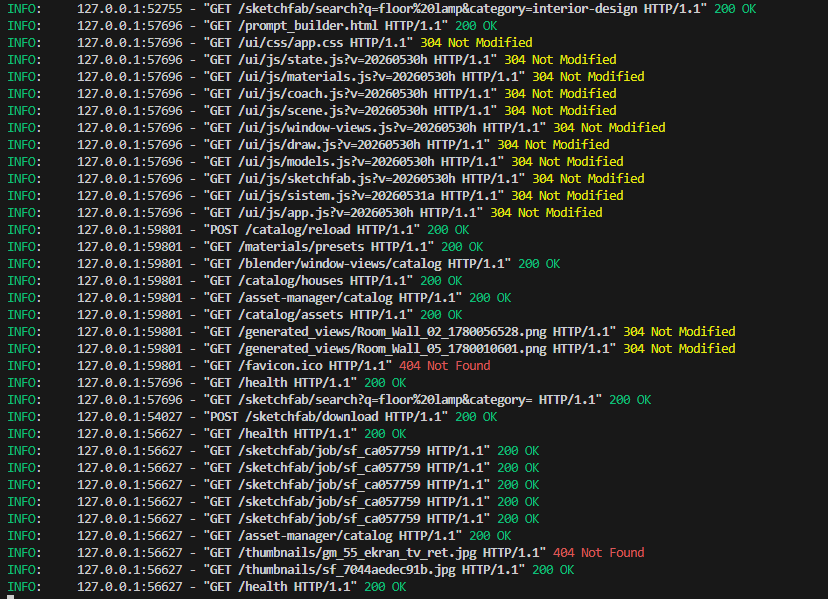 INFO:     127.0.0.1:52755 - "GET /sketchfab/search?q=floor%20lamp&category=interior-design HTTP/1.1" 200 OK
INFO:     127.0.0.1:57696 - "GET /prompt_builder.html HTTP/1.1" 200 OK
INFO:     127.0.0.1:57696 - "GET /ui/css/app.css HTTP/1.1" 304 Not Modified
INFO:     127.0.0.1:57696 - "GET /ui/js/state.js?v=20260530h HTTP/1.1" 304 Not Modified
INFO:     127.0.0.1:57696 - "GET /ui/js/materials.js?v=20260530h HTTP/1.1" 304 Not Modified
INFO:     127.0.0.1:57696 - "GET /ui/js/coach.js?v=20260530h HTTP/1.1" 304 Not Modified
INFO:     127.0.0.1:57696 - "GET /ui/js/scene.js?v=20260530h HTTP/1.1" 304 Not Modified
INFO:     127.0.0.1:57696 - "GET /ui/js/window-views.js?v=20260530h HTTP/1.1" 304 Not Modified
INFO:     127.0.0.1:57696 - "GET /ui/js/draw.js?v=20260530h HTTP/1.1" 304 Not Modified
INFO:     127.0.0.1:57696 - "GET /ui/js/models.js?v=20260530h HTTP/1.1" 304 Not Modified
INFO:     127.0.0.1:57696 - "GET /ui/js/sketchfab.js?v=20260530h HTTP/1.1" 304 Not Modified
INFO:     127.0.0.1:57696 - "GET /ui/js/sistem.js?v=20260531a HTTP/1.1" 304 Not Modified
INFO:     127.0.0.1:57696 - "GET /ui/js/app.js?v=20260530h HTTP/1.1" 304 Not Modified
INFO:     127.0.0.1:59801 - "POST /catalog/reload HTTP/1.1" 200 OK
INFO:     127.0.0.1:59801 - "GET /materials/presets HTTP/1.1" 200 OK
INFO:     127.0.0.1:59801 - "GET /blender/window-views/catalog HTTP/1.1" 200 OK
INFO:     127.0.0.1:59801 - "GET /catalog/houses HTTP/1.1" 200 OK
INFO:     127.0.0.1:59801 - "GET /asset-manager/catalog HTTP/1.1" 200 OK
INFO:     127.0.0.1:59801 - "GET /catalog/assets HTTP/1.1" 200 OK
INFO:     127.0.0.1:59801 - "GET /generated_views/Room_Wall_02_1780056528.png HTTP/1.1" 304 Not Modified
INFO:     127.0.0.1:59801 - "GET /generated_views/Room_Wall_05_1780010601.png HTTP/1.1" 304 Not Modified
INFO:     127.0.0.1:59801 - "GET /favicon.ico HTTP/1.1" 404 Not Found
INFO:     127.0.0.1:57696 - "GET /health HTTP/1.1" 200 OK
INFO:     127.0.0.1:57696 - "GET /sketchfab/search?q=floor%20lamp&category= HTTP/1.1" 200 OK
INFO:     127.0.0.1:54027 - "POST /sketchfab/download HTTP/1.1" 200 OK
INFO:     127.0.0.1:56627 - "GET /health HTTP/1.1" 200 OK
INFO:     127.0.0.1:56627 - "GET /sketchfab/job/sf_ca057759 HTTP/1.1" 200 OK
INFO:     127.0.0.1:56627 - "GET /sketchfab/job/sf_ca057759 HTTP/1.1" 200 OK
INFO:     127.0.0.1:56627 - "GET /sketchfab/job/sf_ca057759 HTTP/1.1" 200 OK
INFO:     127.0.0.1:56627 - "GET /sketchfab/job/sf_ca057759 HTTP/1.1" 200 OK
INFO:     127.0.0.1:56627 - "GET /sketchfab/job/sf_ca057759 HTTP/1.1" 200 OK
INFO:     127.0.0.1:56627 - "GET /asset-manager/catalog HTTP/1.1" 200 OK
INFO:     127.0.0.1:56627 - "GET /thumbnails/gm_55_ekran_tv_ret.jpg HTTP/1.1" 404 Not Found
INFO:     127.0.0.1:56627 - "GET /thumbnails/sf_7044aedec91b.jpg HTTP/1.1" 200 OK
INFO:     127.0.0.1:56627 - "GET /health HTTP/1.1" 200 OK